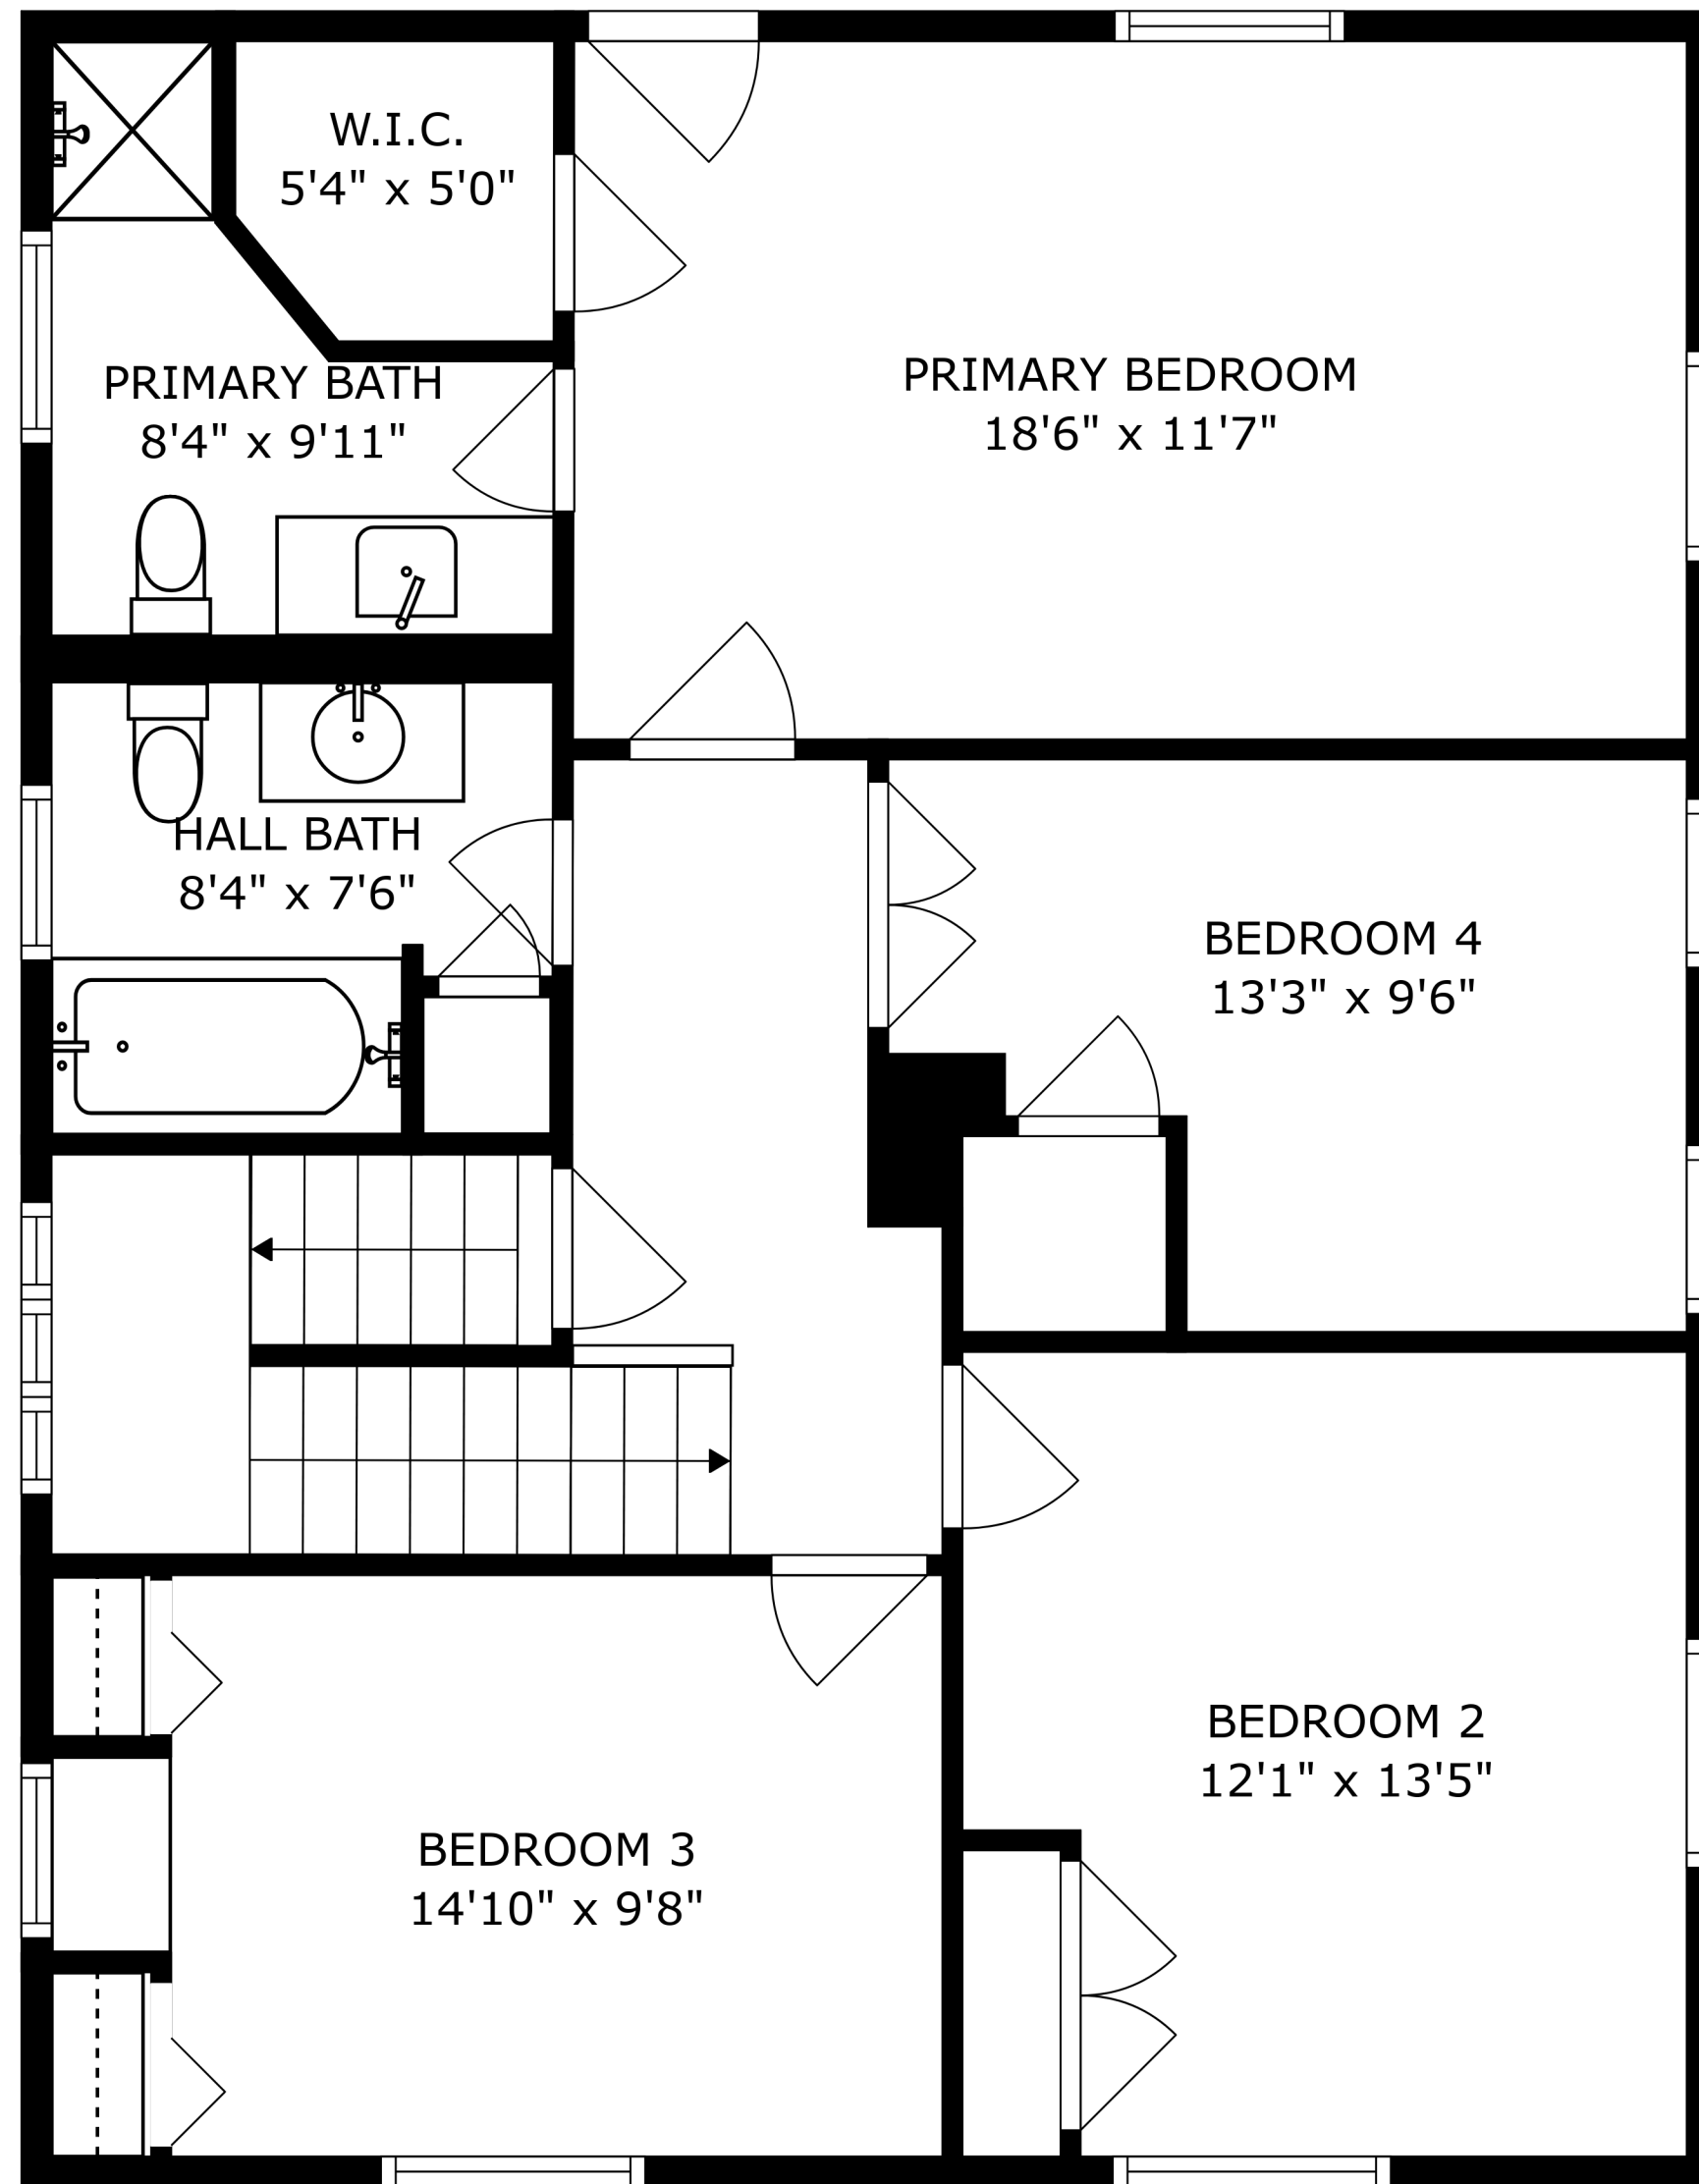 W.I.C.
5'4" x 5'0"
PRIMARY BATH
8'4" x 9'11"
PRIMARY BEDROOM
18'6" x 11'7"
HALL BATH
8'4" x 7'6"
BEDROOM 4
13'3" x 9'6"
BEDROOM 2
12'1" x 13'5"
BEDROOM 3
14'10" x 9'8"